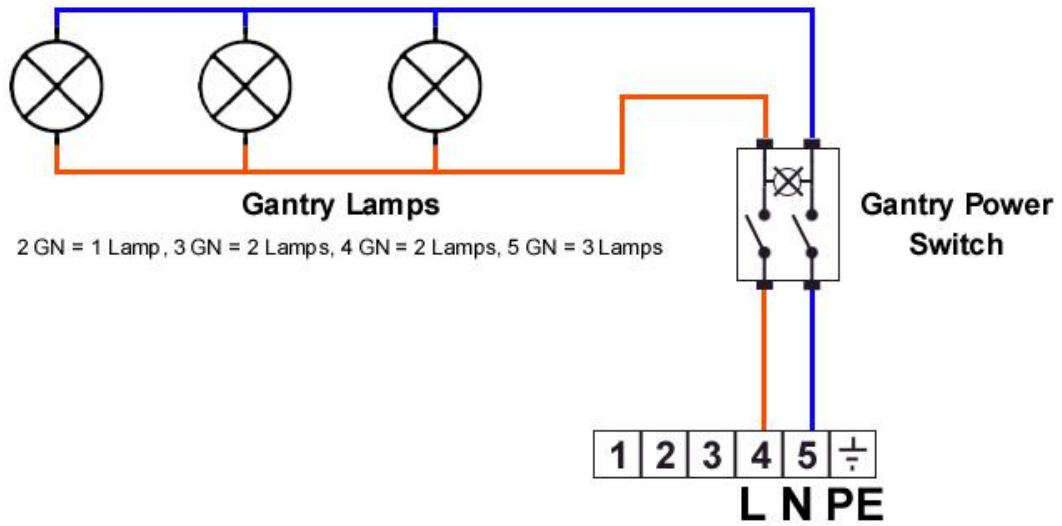 Gantry Lamps
2 GN = 1 Lamp, 3 GN = 2 Lamps, 4 GN = 2 Lamps, 5 GN = 3 Lamps
Gantry Power
Switch
1 2 3 4 5
L N PE